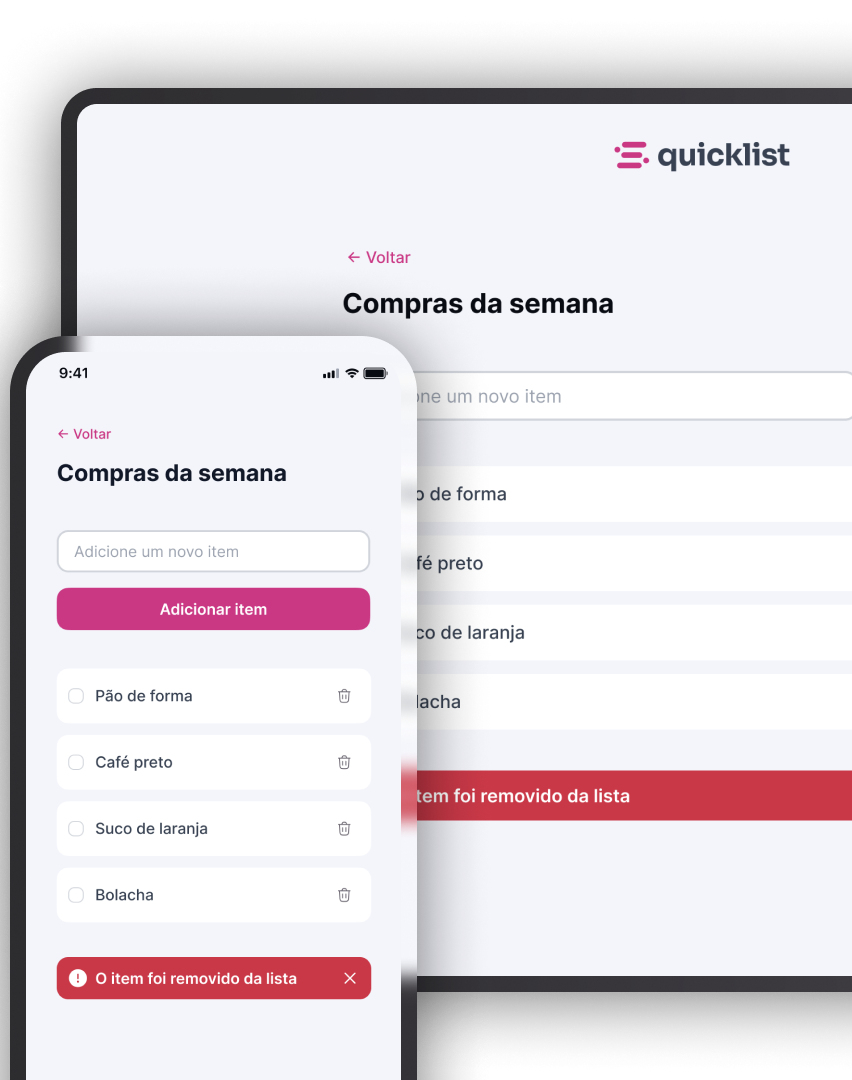 quicklist
← Voltar
Compras da semana
one um novo item
o de forma
fé preto
co de laranja
lacha
tem foi removido da lista
9:41
← Voltar
Compras da semana
Adicione um novo item
Adicionar item
Pão de forma
Café preto
Suco de laranja
Bolacha
O item foi removido da lista